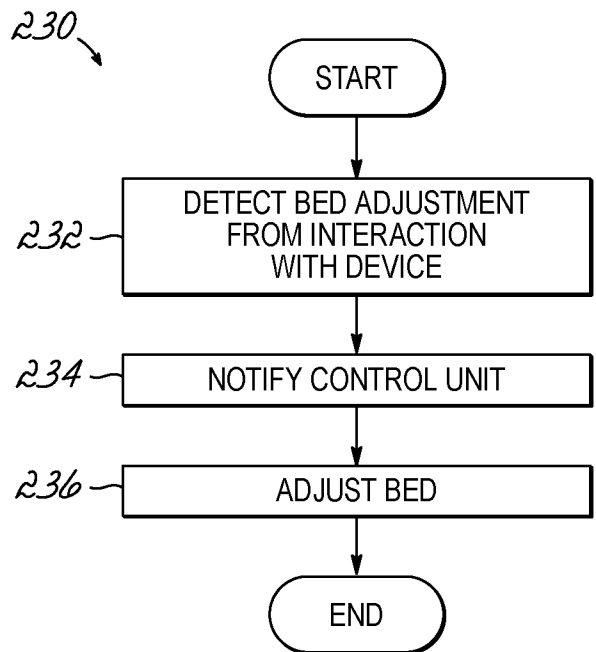 230
START
232
DETECT BED ADJUSTMENT
FROM INTERACTION
WITH DEVICE
234
NOTIFY CONTROL UNIT
236
ADJUST BED
END